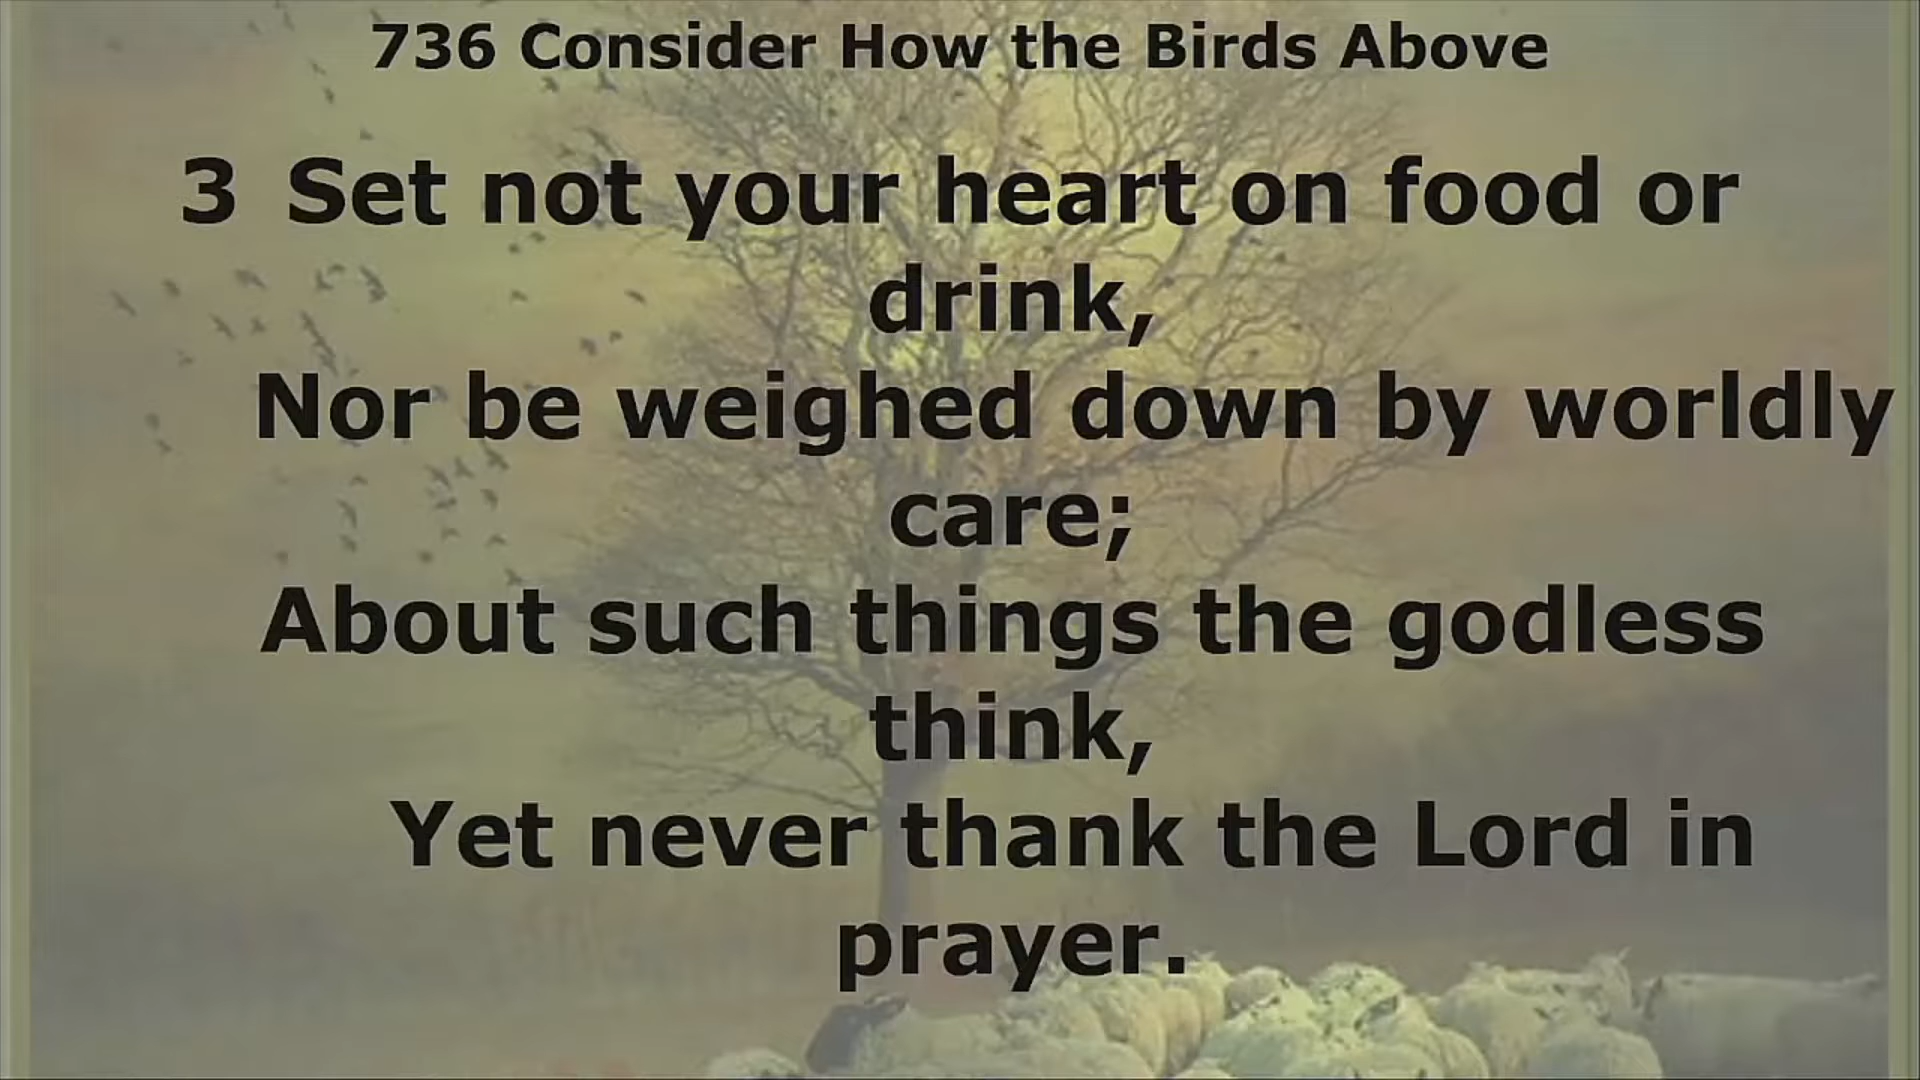 736 Consider How the Birds Above
3 Set not your heart on food or
drink,
Nor be weighed down by worldly
care;
About such things the godless
think,
Yet never thank the Lord in
prayer.